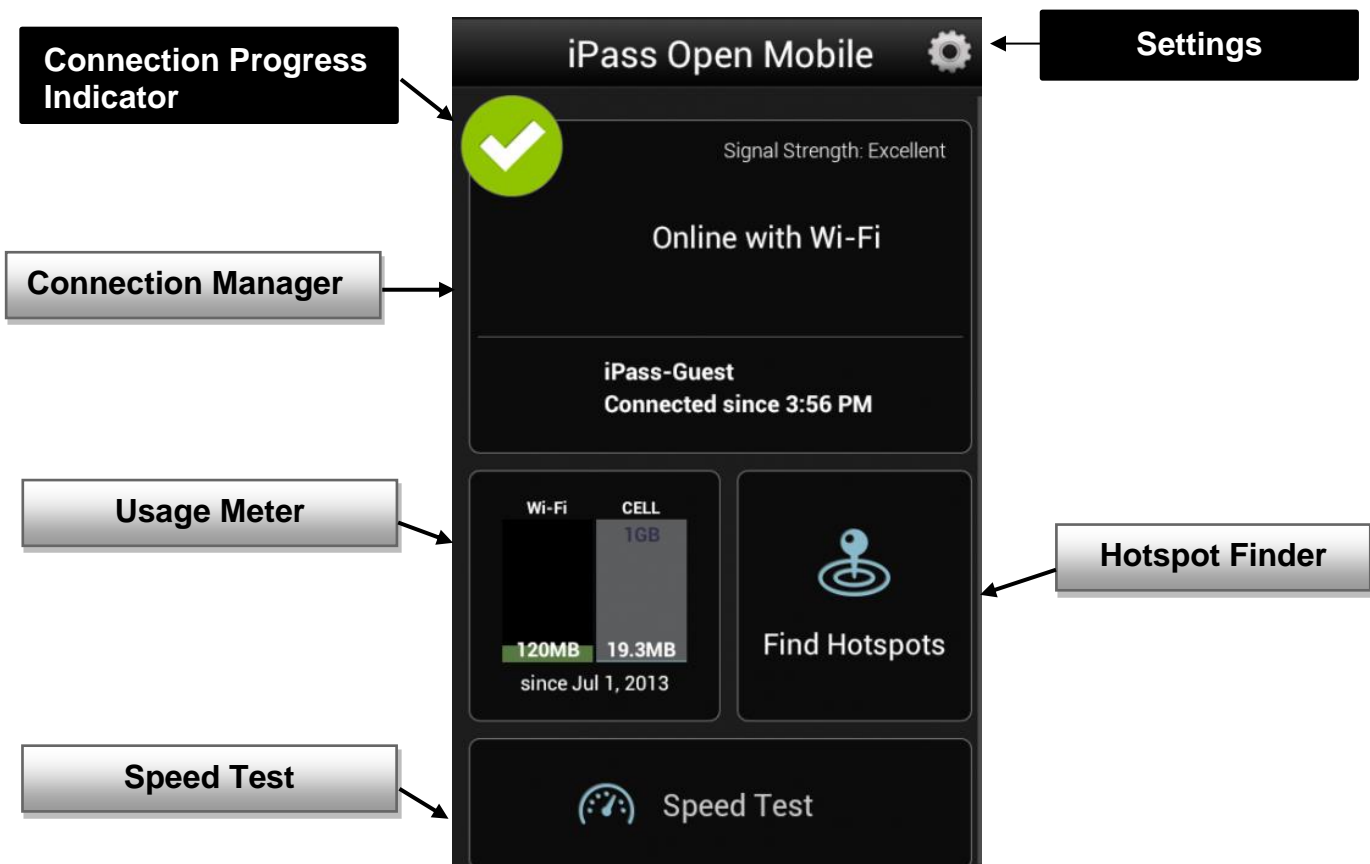 iPass Open Mobile
Settings
Connection Progress
Indicator
Signal Strength: Excellent
Online with Wi-Fi
Connection Manager
iPass-Guest
Connected since 3:56 PM
Usage Meter
Wi-Fi CELL
1GB
120MB 19.3MB
since Jul 1, 2013
Find Hotspots
Hotspot Finder
Speed Test
Speed Test